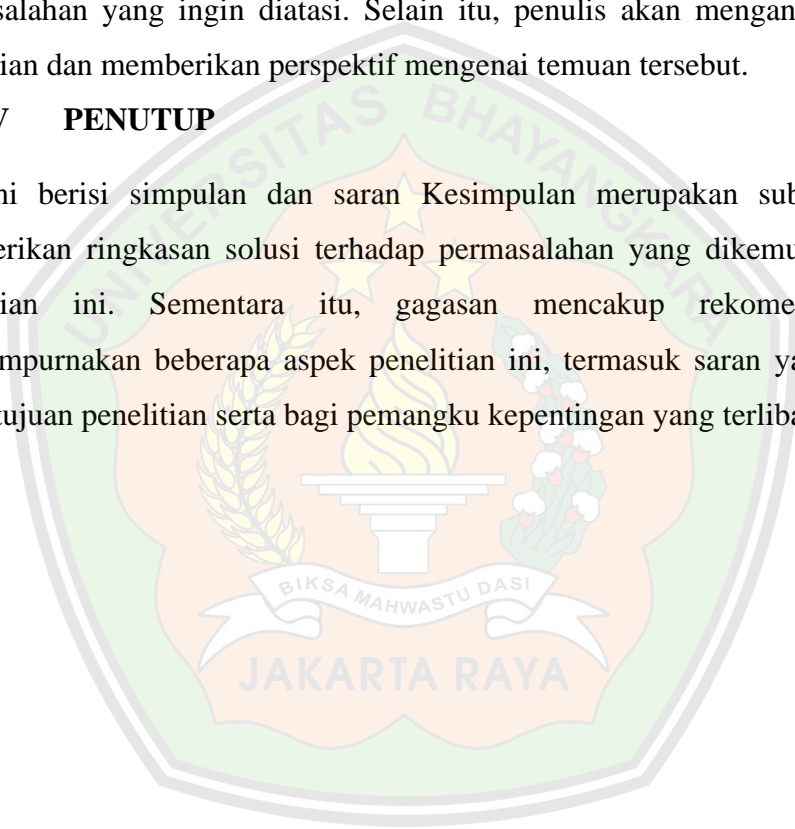 salahan yang ingin diatasi. Selain itu, penulis akan mengan
ian dan memberikan perspektif mengenai temuan tersebut.
V PENUTUP
ni berisi simpulan dan saran Kesimpulan merupakan sub
erikan ringkasan solusi terhadap permasalahan yang dikemu
ian ini. Sementara itu, gagasan mencakup rekome
mpurnakan beberapa aspek penelitian ini, termasuk saran ya
tujuan penelitian serta bagi pemangku kepentingan yang terliba
UNIVERSITAS BHAYANGKARA
BIKSA MAHWASTU DASI
JAKARTA RAYA